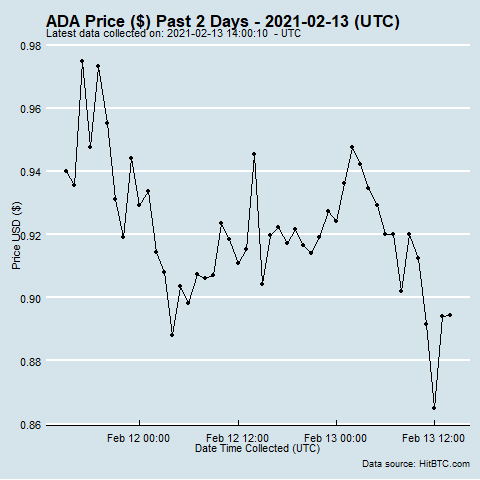 ADA Price ($) Past 2 Days - 2021-02-13 (UTC)
Latest data collected on: 2021-02-13 14:00:10 - UTC
0.98
0.96
0.94
0.92
0.90
0.88
0.86
Price USD ($)
Feb 12 00:00 Feb 12 12:00 Feb 13 00:00 Feb 13 12:00
Date Time Collected (UTC)
Data source: HitBTC.com